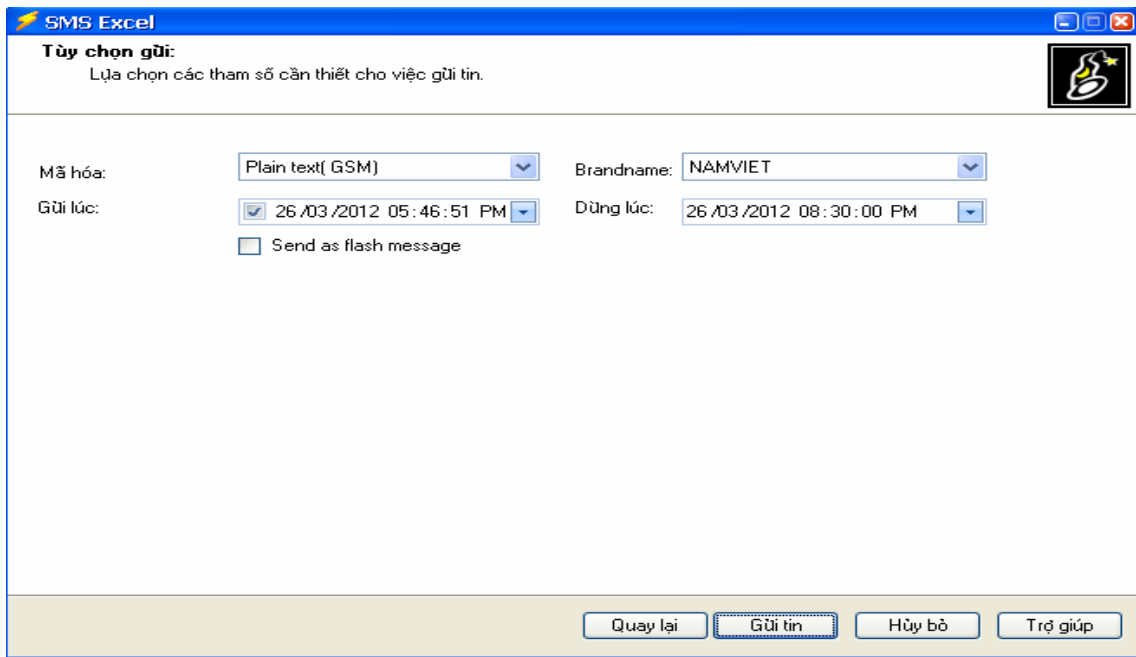 SMS Excel
Tùy chọn gửi:
Lựa chọn các tham số cần thiết cho việc gửi tin.
Mã hóa: Plain text( GSM) Brandname: NAMVIET
Gửi lúc: 26/03/2012 05:46:51 PM Dừng lúc: 26/03/2012 08:30:00 PM
Send as flash message
Quay lại Gửi tin Hủy bỏ Trợ giúp